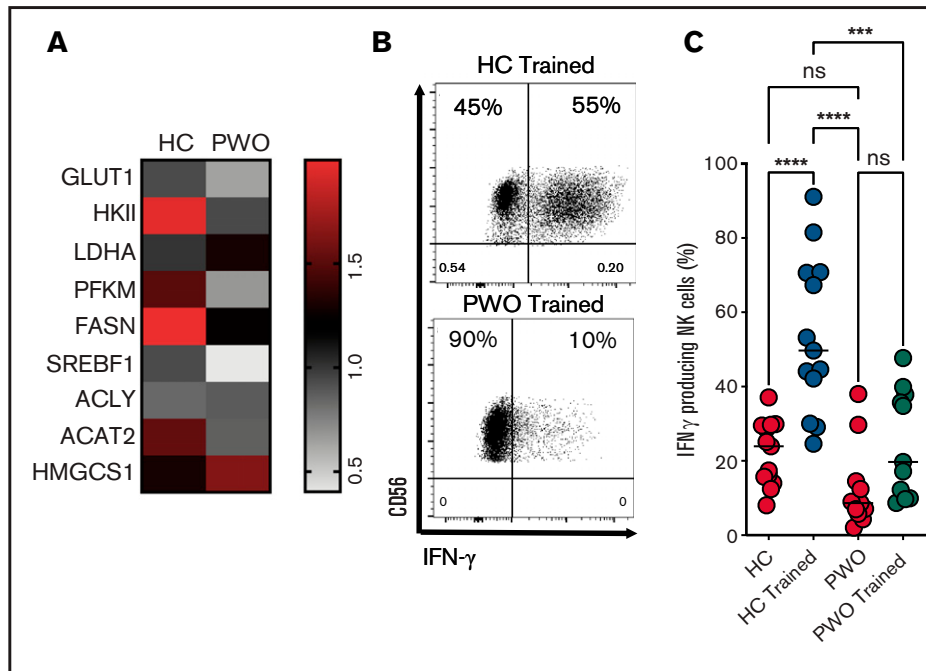 A
HC PWO
GLUT1
HKII
LDHA
PFKM
FASN
SREBF1
ACLY
ACAT2
HMGCS1
1.5
1.0
0.5
B
HC Trained
45% 55%
0.54 0.20
PWO Trained
90% 10%
0 0
CD56
IFN-γ
C
***
ns
****
**** ns
IFNγ producing NK cells (%)
100
80
60
40
20
0
HC
HC Trained
PWO
PWO Trained